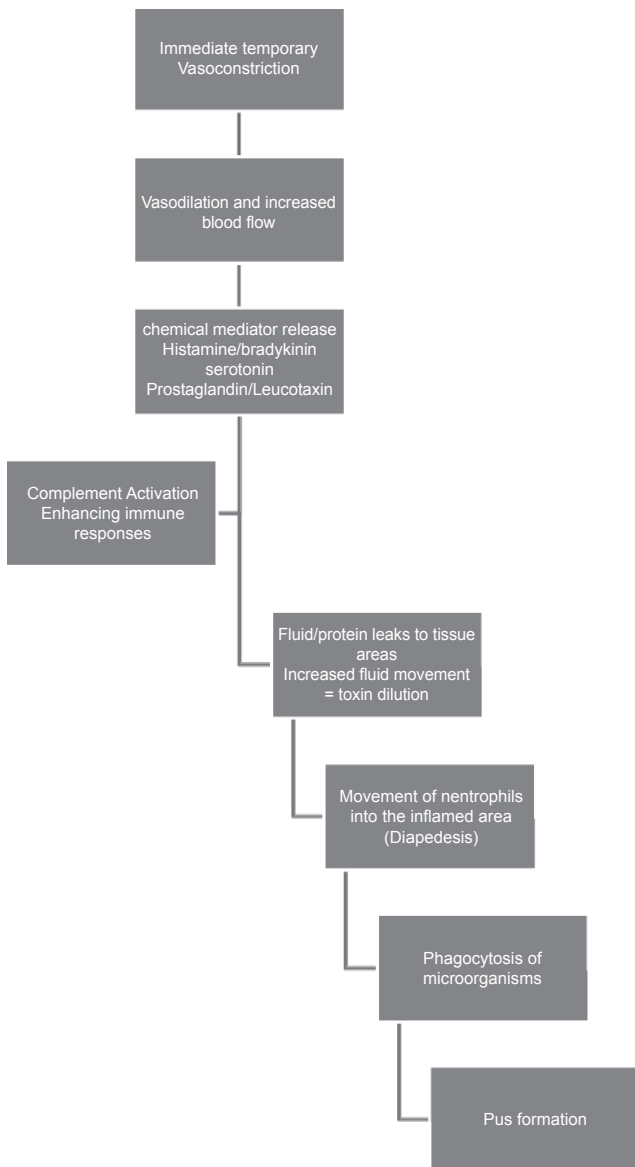 Immediate temporary
Vasoconstriction
Vasodilation and increased
blood flow
chemical mediator release
Histamine/bradykinin
serotonin
Prostaglandin/Leucotaxin
Complement Activation
Enhancing immune
responses
Fluid/protein leaks to tissue
areas
Increased fluid movement
= toxin dilution
Movement of nentrophils
into the inflamed area
(Diapedesis)
Phagocytosis of
microorganisms
Pus formation